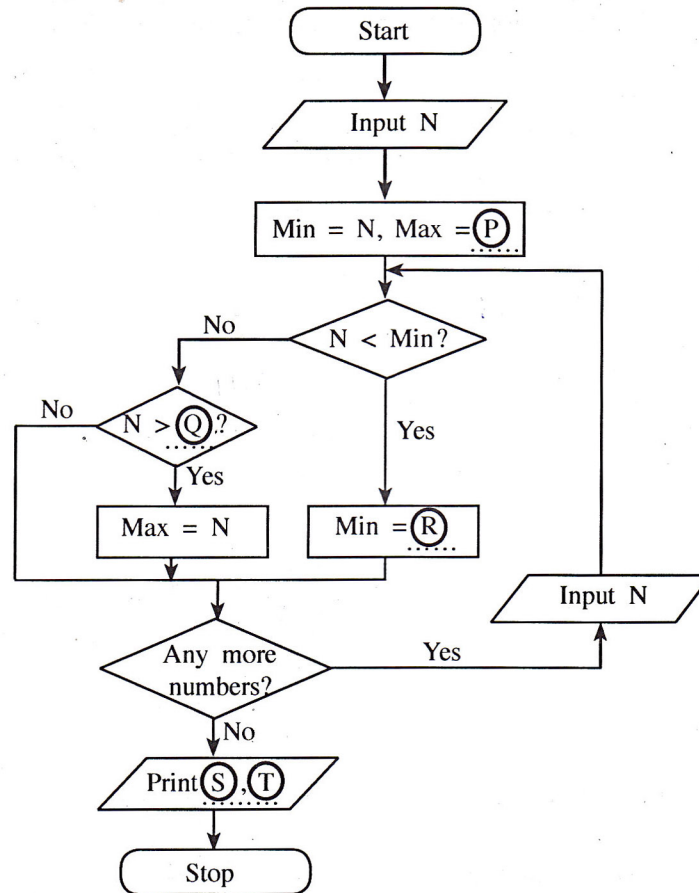 Start
Input N
Min = N, Max = P
N < Min?
No
Yes
No
N > Q ?
Yes
Max = N
Min = R
Input N
Any more
numbers?
Yes
No
Print S , T
Stop